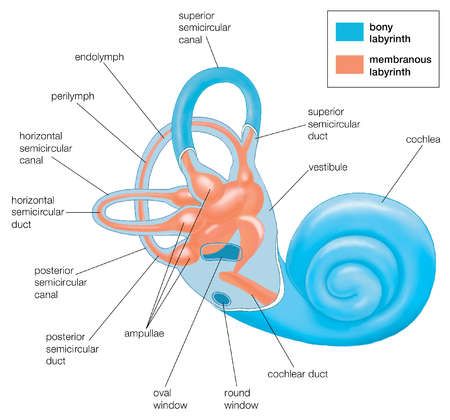 superior
semicircular
canal
bony
labyrinth
membranous
labyrinth
endolymph
perilymph
horizontal
semicircular
canal
horizontal
semicircular
duct
posterior
semicircular
canal
posterior
semicircular
duct
ampullae
oval
window
round
window
cochlear duct
superior
semicircular
duct
vestibule
cochlea